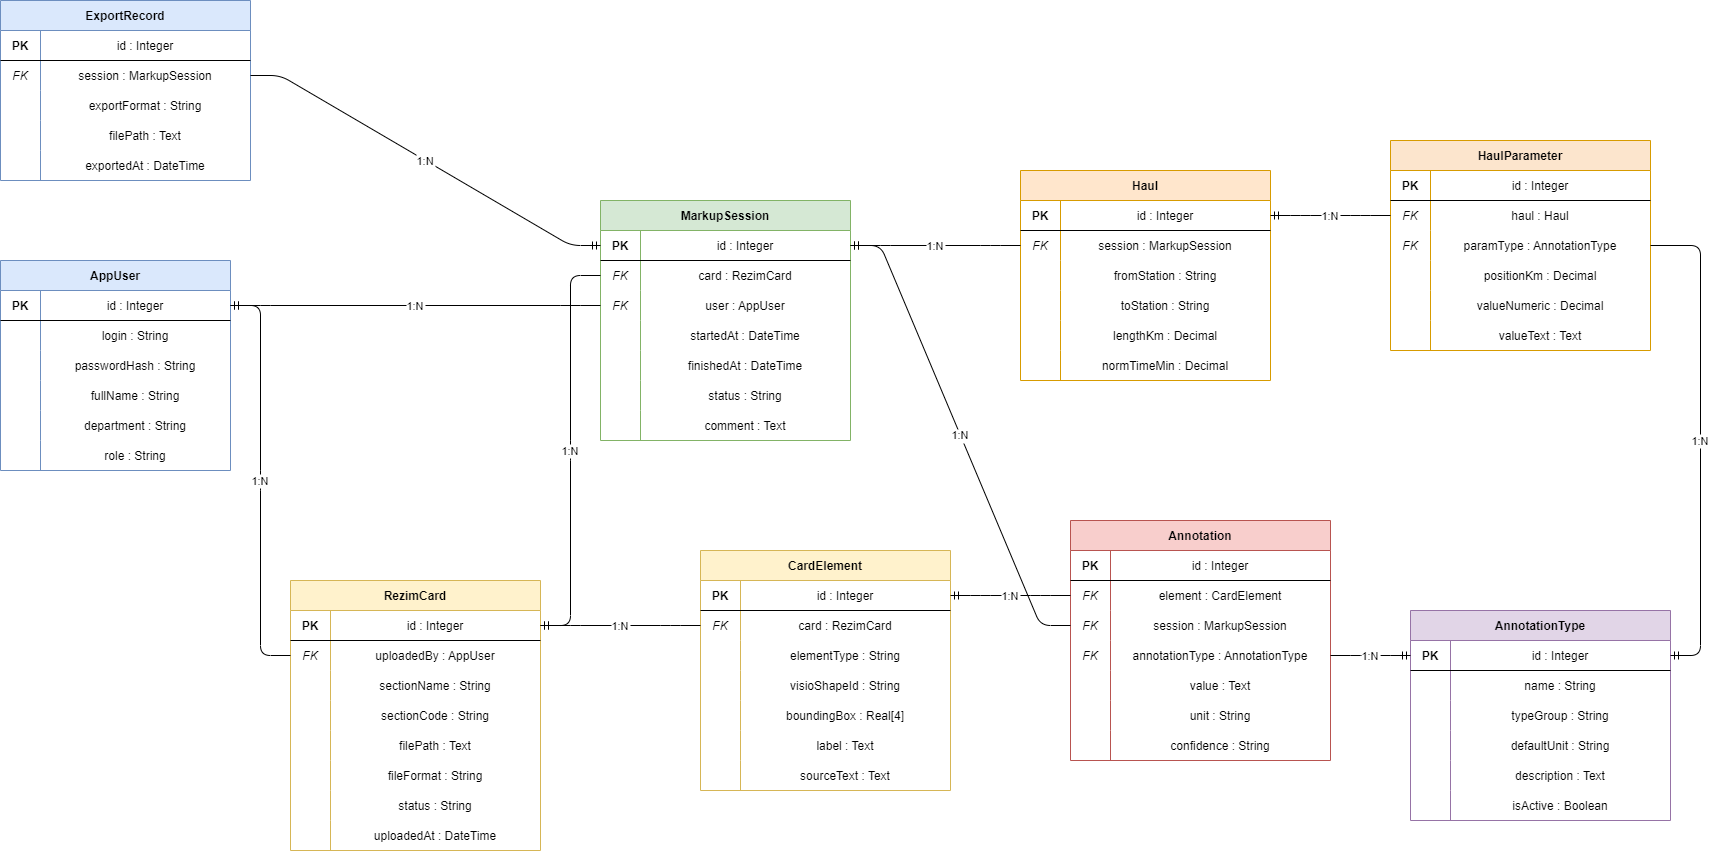 ExportRecord
PK id : Integer
FK session : MarkupSession
exportFormat : String
filePath : Text
exportedAt : DateTime
1:N
AppUser
PK id : Integer
login : String
passwordHash : String
fullName : String
department : String
role : String
1:N
1:N
MarkupSession
PK id : Integer
FK card : RezimCard
FK user : AppUser
startedAt : DateTime
finishedAt : DateTime
status : String
comment : Text
1:N
1:N
1:N
Haul
PK id : Integer
FK session : MarkupSession
fromStation : String
toStation : String
lengthKm : Decimal
normTimeMin : Decimal
1:N
HaulParameter
PK id : Integer
FK haul : Haul
FK paramType : AnnotationType
positionKm : Decimal
valueNumeric : Decimal
valueText : Text
1:N
RezimCard
PK id : Integer
FK uploadedBy : AppUser
sectionName : String
sectionCode : String
filePath : Text
fileFormat : String
status : String
uploadedAt : DateTime
1:N
CardElement
PK id : Integer
FK card : RezimCard
elementType : String
visioShapeId : String
boundingBox : Real[4]
label : Text
sourceText : Text
1:N
Annotation
PK id : Integer
FK element : CardElement
FK session : MarkupSession
FK annotationType : AnnotationType
value : Text
unit : String
confidence : String
1:N
AnnotationType
PK id : Integer
name : String
typeGroup : String
defaultUnit : String
description : Text
isActive : Boolean